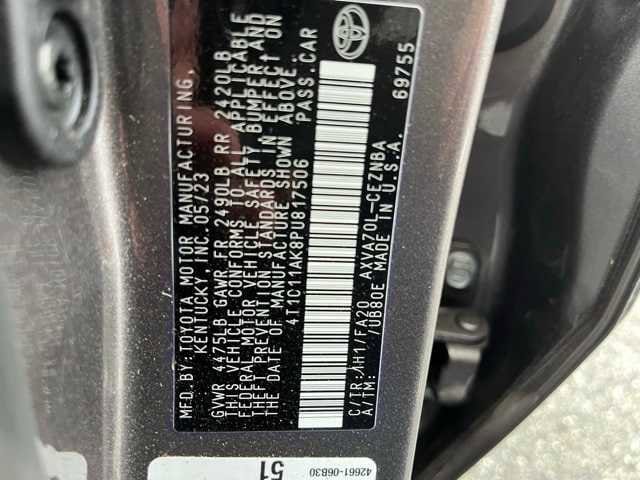 MFD. BY: TOYOTA MOTOR MANUFACTURING,
KENTUCKY, INC. 05/23
GVWR 4475LB GAWR FR 2490LB RR 2420LB
THIS VEHICLE CONFORMS TO ALL APPLICABLE
FEDERAL MOTOR VEHICLE SAFETY, BUMPER, AND
THEFT PREVENTION STANDARDS IN EFFECT ON
THE DATE OF MANUFACTURE SHOWN ABOVE.
4T1C11AK8PU817506 PASS.CAR
C/TR: 1H1/FA20 AXVA70L-CEZNBA
A/TM: /UB80E MADE IN U.S.A. 69755
42661-06B30
51